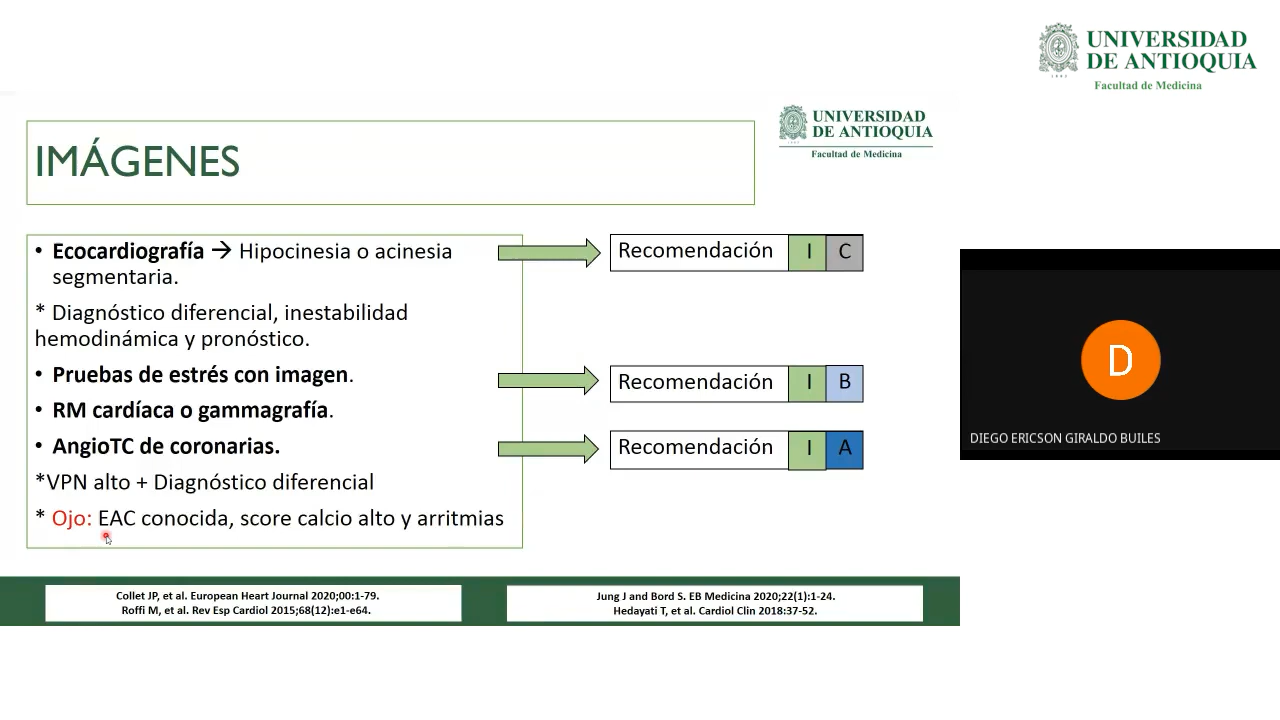 UNIVERSIDAD
DE ANTIOQUIA
1803
Facultad de Medicina
UNIVERSIDAD
DE ANTIOQUIA
1803
Facultad de Medicina
IMÁGENES
• Ecocardiografía → Hipocinesia o acinesia
segmentaria.
* Diagnóstico diferencial, inestabilidad
hemodinámica y pronóstico.
• Pruebas de estrés con imagen.
• RM cardíaca o gammagrafía.
• AngioTC de coronarias.
*VPN alto + Diagnóstico diferencial
* Ojo: EAC conocida, score calcio alto y arritmias
Recomendación I C
Recomendación I B
Recomendación I A
D
DIEGO ERICSON GIRALDO BUILES
Collet JP, et al. European Heart Journal 2020;00:1-79.
Roffi M, et al. Rev Esp Cardiol 2015;68(12):e1-e64.
Jung J and Bord S. EB Medicina 2020;22(1):1-24.
Hedayati T, et al. Cardiol Clin 2018:37-52.